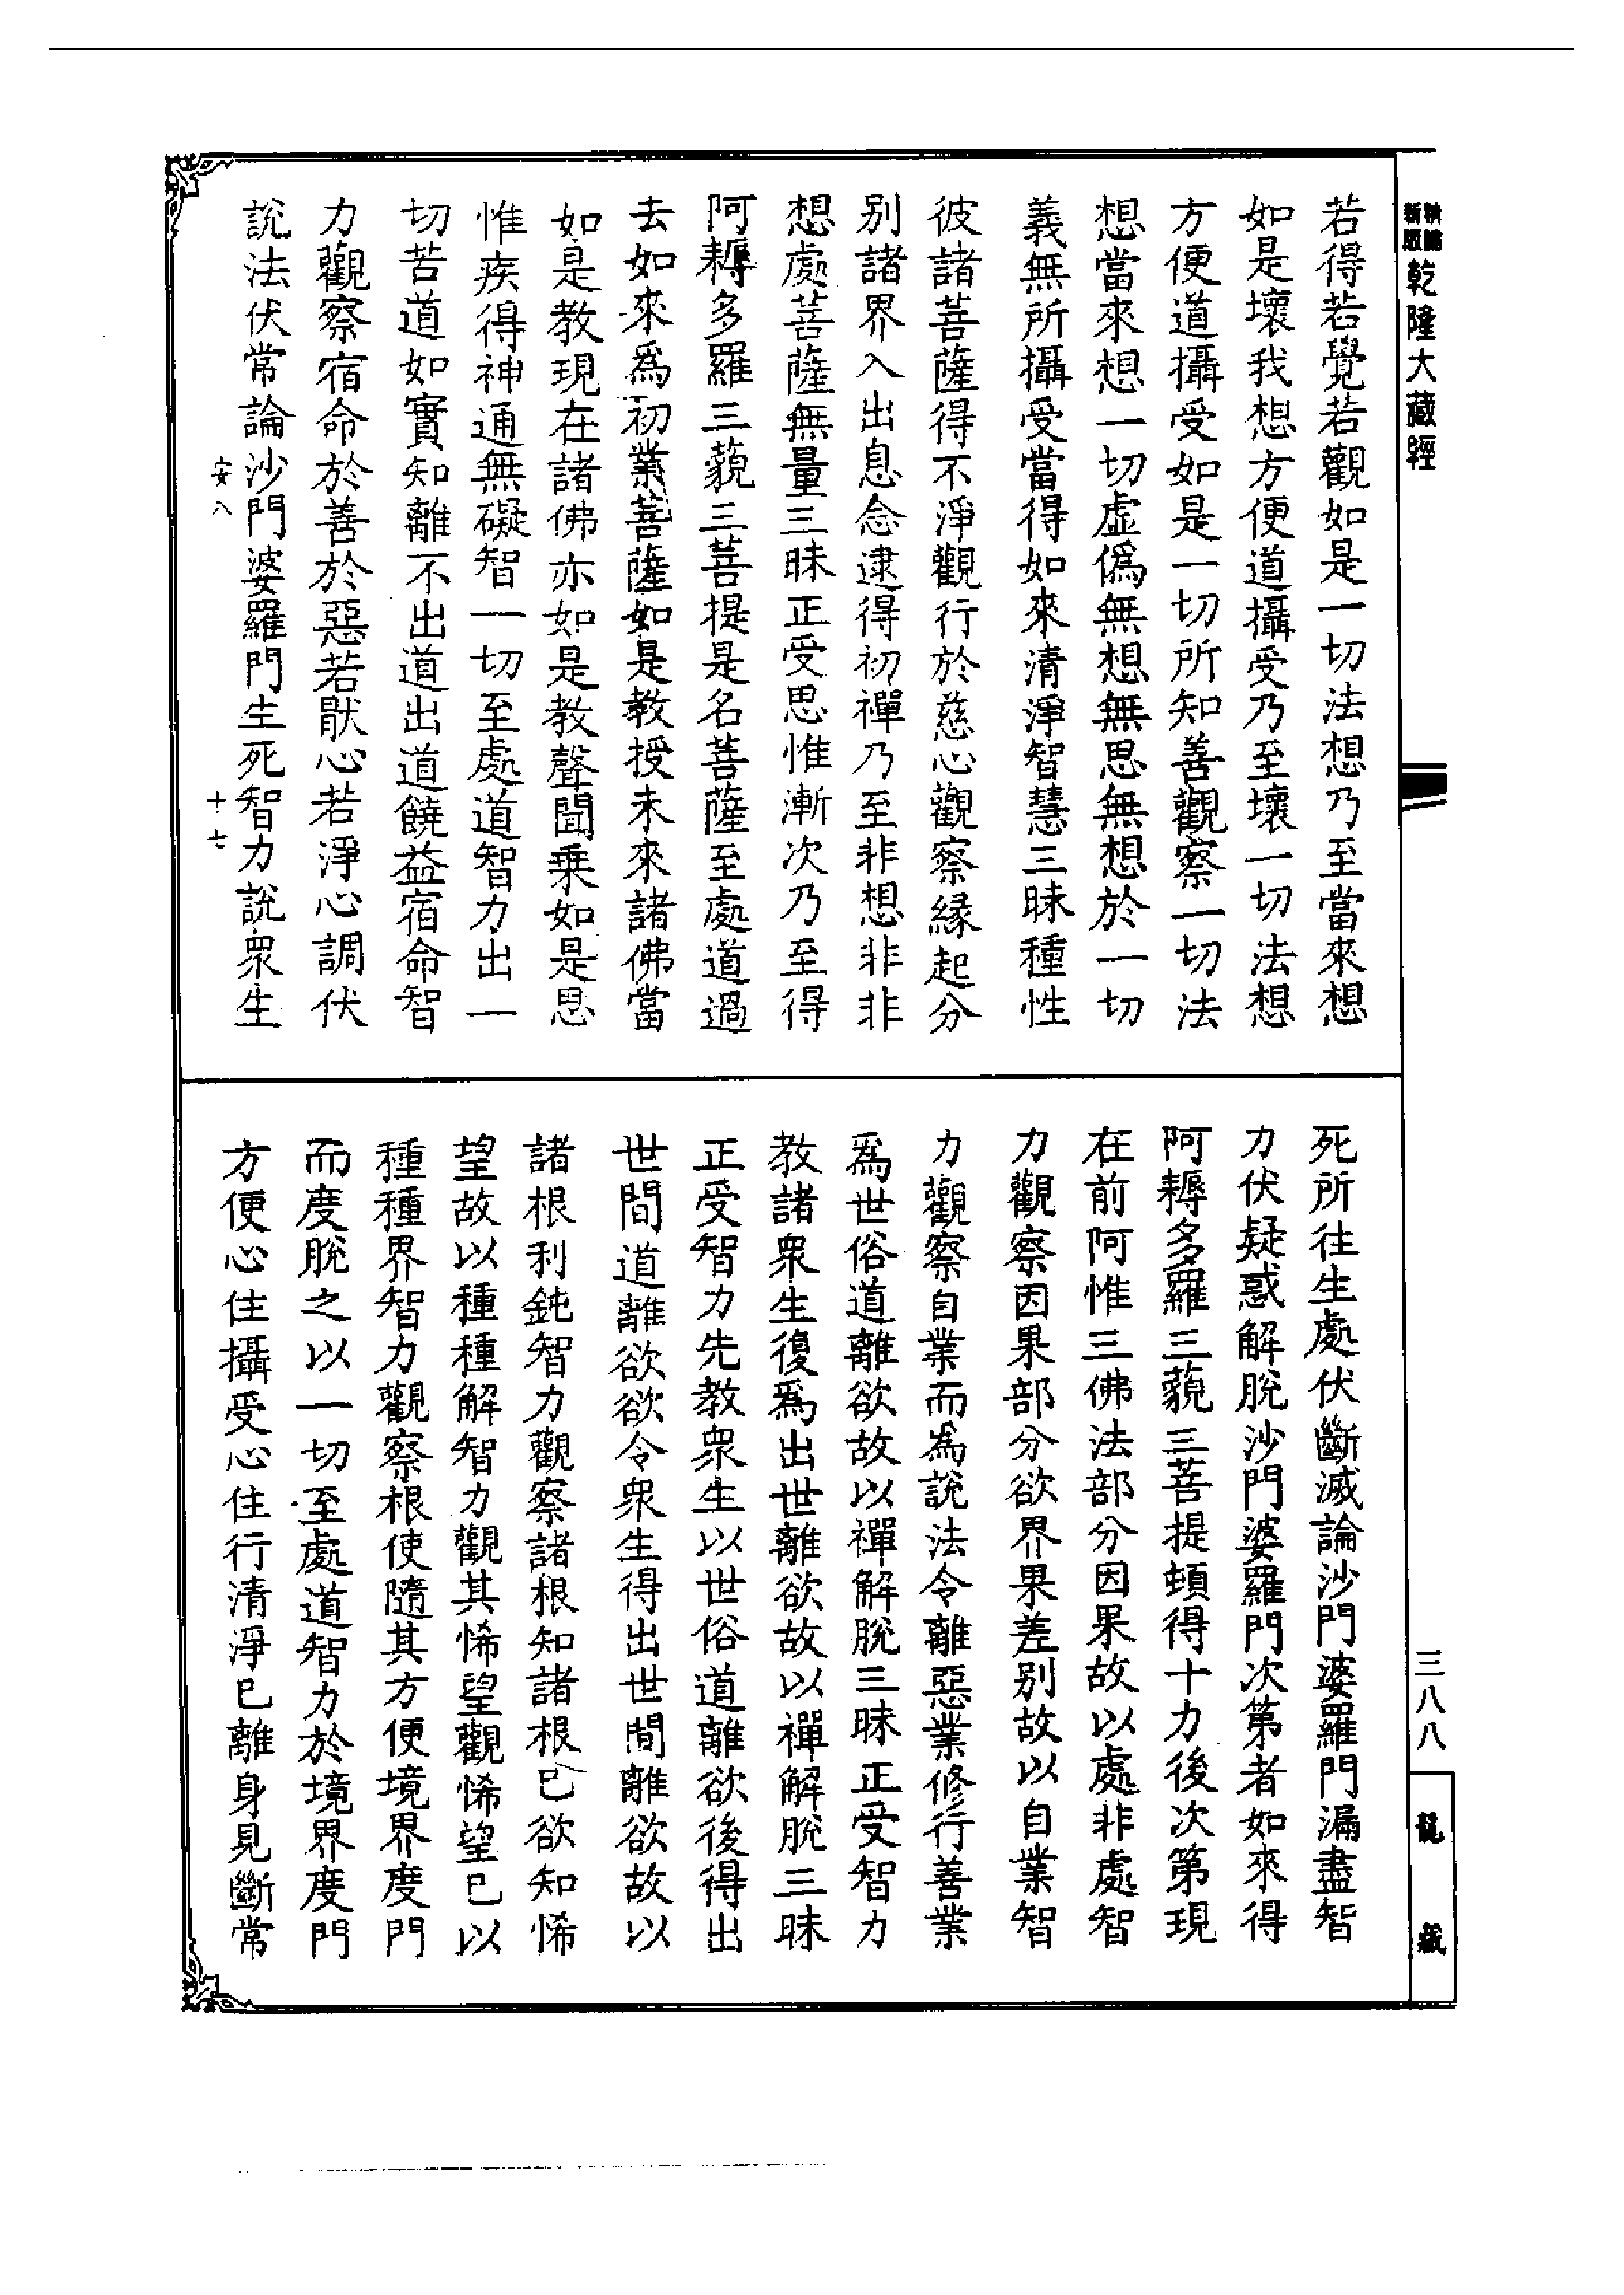 新版
精縮
乾隆大藏經
若得若覺若觀如是一切法想乃至當來想
如是壞我想方便道攝受乃至壞一切法想
方便道攝受如是一切所知善觀察一切法
想當來想一切虛僞無想無思無想於一切
義無所攝受當得如來清淨智慧三昧種性
彼諸菩薩得不淨觀行於慈心觀察緣起分
別諸界入出息念逮得初禪乃至非想非非
想處菩薩無量三昧正受思惟漸次乃至得
阿耨多羅三藐三菩提是名菩薩至處道過
去如來爲初業菩薩如是教授未來諸佛當
如是教現在諸佛亦如是教聲聞乘如是思
惟疾得神通無礙智一切至處道智力出一
切苦道如實知離不出道出道饒益宿命智
力觀察宿命於善於惡若猒心若淨心調伏
說法伏常論沙門婆羅門生死智力說衆生
安八
十七
死所往生處伏斷滅論沙門婆羅門漏盡智
力伏疑惑解脫沙門婆羅門次第者如來得
阿耨多羅三藐三菩提頓得十力後次第現
在前阿惟三佛法部分因果故以處非處智
力觀察因果部分欲界果差別故以自業智
力觀察自業而為說法令離惡業修行善業
爲世俗道離欲故以禪解脫三昧正受智力
教諸衆生復爲出世離欲故以禪解脫三昧
正受智力先教衆生以世俗道離欲後得出
世間道離欲欲令衆生得出世間離欲故以
諸根利鈍智力觀察諸根知諸根已欲知悕
望故以種種解智力觀其悕望觀悕望已以
種種界智力觀察根使隨其方便境界度門
而度脫之以一切至處道智力於境界度門
方便心住攝受心住行清淨已離身見斷常
三八八
龍藏